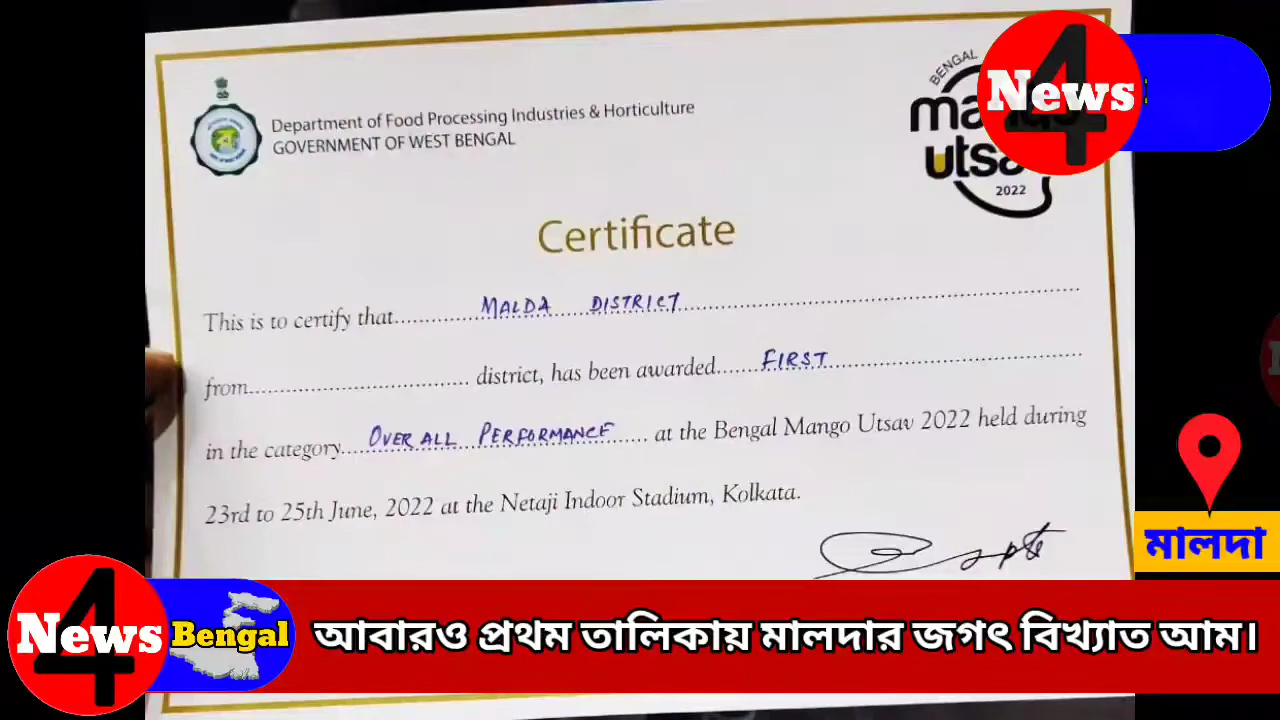 Department of Food Processing Industries & Horticulture
GOVERNMENT OF WEST BENGAL
BENGAL
utsav
2022
4
News
Certificate
This is to certify that..........MALDA DISTRICT..........
from.......... district, has been awarded......FIRST..........
in the category....OVER ALL PERFORMANCE...... at the Bengal Mango Utsav 2022 held during
23rd to 25th June, 2022 at the Netaji Indoor Stadium, Kolkata.
মালদা
4
News Bengal
আবারও প্রথম তালিকায় মালদার জগৎ বিখ্যাত আম।